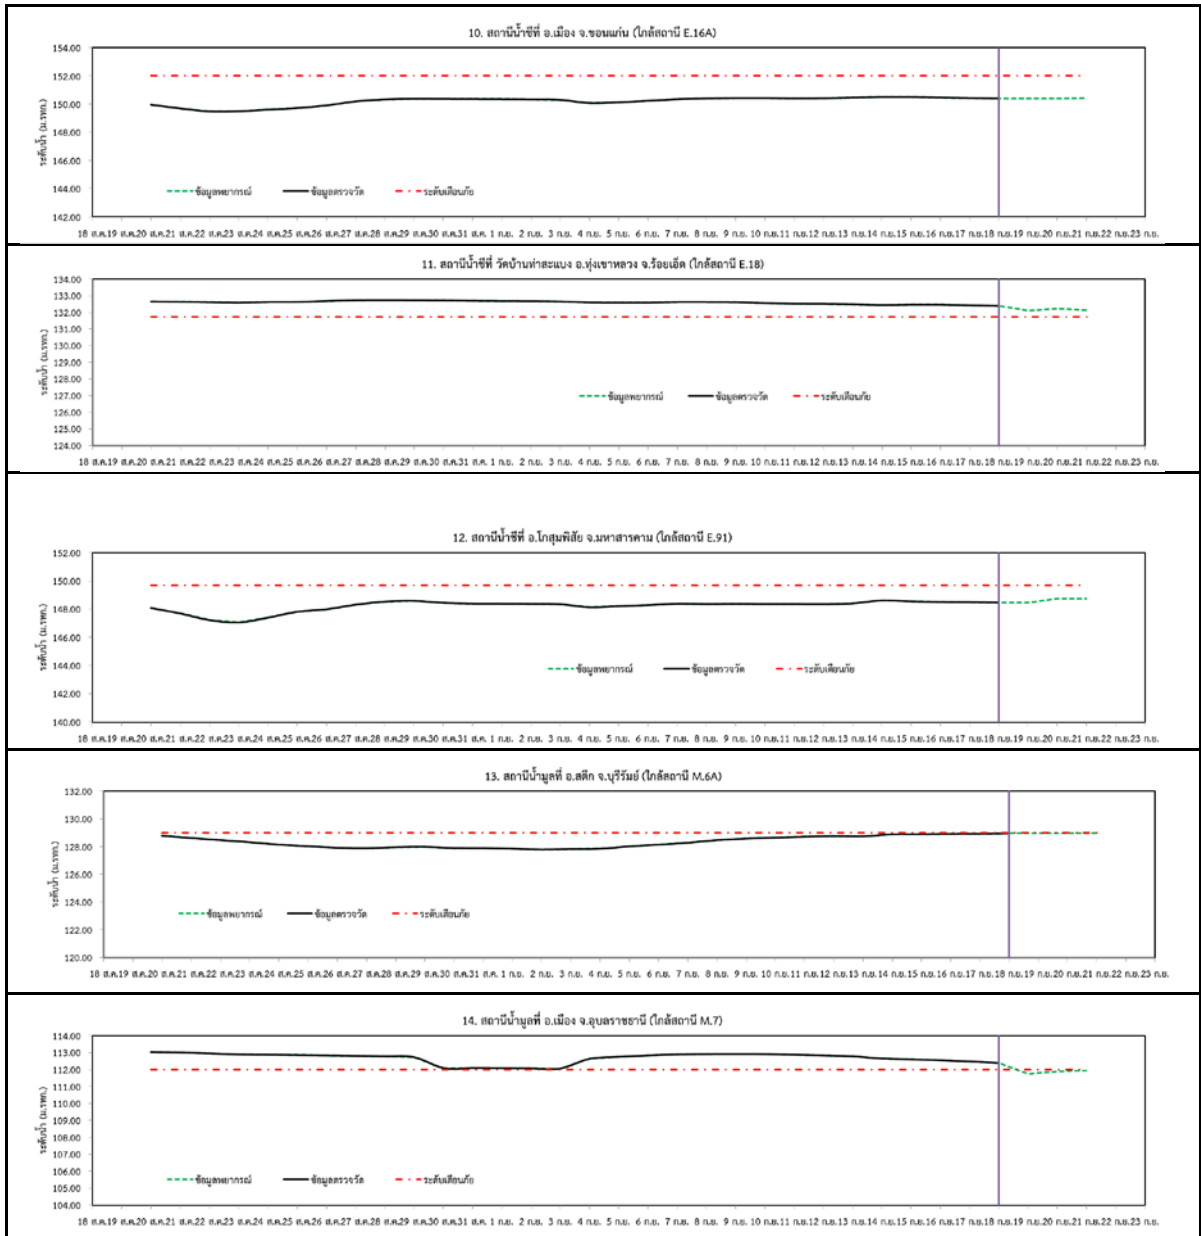 10. สถานีน้ำชีที่ อ.เมือง จ.ขอนแก่น (ใกล้สถานี E.16A)
ระดับน้ำ (ม.รทก.)
154.00
152.00
150.00
148.00
146.00
144.00
142.00
ข้อมูลพยากรณ์ ข้อมูลตรวจวัด ระดับเตือนภัย
18 ส.ค.19 ส.ค.20 ส.ค.21 ส.ค.22 ส.ค.23 ส.ค.24 ส.ค.25 ส.ค.26 ส.ค.27 ส.ค.28 ส.ค.29 ส.ค.30 ส.ค.31 ส.ค. 1 ก.ย. 2 ก.ย. 3 ก.ย. 4 ก.ย. 5 ก.ย. 6 ก.ย. 7 ก.ย. 8 ก.ย. 9 ก.ย. 10 ก.ย. 11 ก.ย. 12 ก.ย. 13 ก.ย. 14 ก.ย. 15 ก.ย. 16 ก.ย. 17 ก.ย. 18 ก.ย. 19 ก.ย. 20 ก.ย. 21 ก.ย. 22 ก.ย. 23 ก.ย.
11. สถานีน้ำชีที่ วัดบ้านท่าสะแบง อ.ทุ่งเขาหลวง จ.ร้อยเอ็ด (ใกล้สถานี E.18)
ระดับน้ำ (ม.รทก.)
134.00
133.00
132.00
131.00
130.00
129.00
128.00
127.00
126.00
125.00
124.00
ข้อมูลพยากรณ์ ข้อมูลตรวจวัด ระดับเตือนภัย
18 ส.ค.19 ส.ค.20 ส.ค.21 ส.ค.22 ส.ค.23 ส.ค.24 ส.ค.25 ส.ค.26 ส.ค.27 ส.ค.28 ส.ค.29 ส.ค.30 ส.ค.31 ส.ค. 1 ก.ย. 2 ก.ย. 3 ก.ย. 4 ก.ย. 5 ก.ย. 6 ก.ย. 7 ก.ย. 8 ก.ย. 9 ก.ย. 10 ก.ย. 11 ก.ย. 12 ก.ย. 13 ก.ย. 14 ก.ย. 15 ก.ย. 16 ก.ย. 17 ก.ย. 18 ก.ย. 19 ก.ย. 20 ก.ย. 21 ก.ย. 22 ก.ย. 23 ก.ย.
12. สถานีน้ำชีที่ อ.โกสุมพิสัย จ.มหาสารคาม (ใกล้สถานี E.91)
ระดับน้ำ (ม.รทก.)
152.00
150.00
148.00
146.00
144.00
142.00
140.00
ข้อมูลพยากรณ์ ข้อมูลตรวจวัด ระดับเตือนภัย
18 ส.ค.19 ส.ค.20 ส.ค.21 ส.ค.22 ส.ค.23 ส.ค.24 ส.ค.25 ส.ค.26 ส.ค.27 ส.ค.28 ส.ค.29 ส.ค.30 ส.ค.31 ส.ค. 1 ก.ย. 2 ก.ย. 3 ก.ย. 4 ก.ย. 5 ก.ย. 6 ก.ย. 7 ก.ย. 8 ก.ย. 9 ก.ย. 10 ก.ย. 11 ก.ย. 12 ก.ย. 13 ก.ย. 14 ก.ย. 15 ก.ย. 16 ก.ย. 17 ก.ย. 18 ก.ย. 19 ก.ย. 20 ก.ย. 21 ก.ย. 22 ก.ย. 23 ก.ย.
13. สถานีน้ำมูลที่ อ.สตึก จ.บุรีรัมย์ (ใกล้สถานี M.6A)
ระดับน้ำ (ม.รทก.)
132.00
130.00
128.00
126.00
124.00
122.00
120.00
ข้อมูลพยากรณ์ ข้อมูลตรวจวัด ระดับเตือนภัย
18 ส.ค.19 ส.ค.20 ส.ค.21 ส.ค.22 ส.ค.23 ส.ค.24 ส.ค.25 ส.ค.26 ส.ค.27 ส.ค.28 ส.ค.29 ส.ค.30 ส.ค.31 ส.ค. 1 ก.ย. 2 ก.ย. 3 ก.ย. 4 ก.ย. 5 ก.ย. 6 ก.ย. 7 ก.ย. 8 ก.ย. 9 ก.ย. 10 ก.ย. 11 ก.ย. 12 ก.ย. 13 ก.ย. 14 ก.ย. 15 ก.ย. 16 ก.ย. 17 ก.ย. 18 ก.ย. 19 ก.ย. 20 ก.ย. 21 ก.ย. 22 ก.ย. 23 ก.ย.
14. สถานีน้ำมูลที่ อ.เมือง จ.อุบลราชธานี (ใกล้สถานี M.7)
ระดับน้ำ (ม.รทก.)
114.00
113.00
112.00
111.00
110.00
109.00
108.00
107.00
106.00
105.00
104.00
ข้อมูลพยากรณ์ ข้อมูลตรวจวัด ระดับเตือนภัย
18 ส.ค.19 ส.ค.20 ส.ค.21 ส.ค.22 ส.ค.23 ส.ค.24 ส.ค.25 ส.ค.26 ส.ค.27 ส.ค.28 ส.ค.29 ส.ค.30 ส.ค.31 ส.ค. 1 ก.ย. 2 ก.ย. 3 ก.ย. 4 ก.ย. 5 ก.ย. 6 ก.ย. 7 ก.ย. 8 ก.ย. 9 ก.ย. 10 ก.ย. 11 ก.ย. 12 ก.ย. 13 ก.ย. 14 ก.ย. 15 ก.ย. 16 ก.ย. 17 ก.ย. 18 ก.ย. 19 ก.ย. 20 ก.ย. 21 ก.ย. 22 ก.ย. 23 ก.ย.